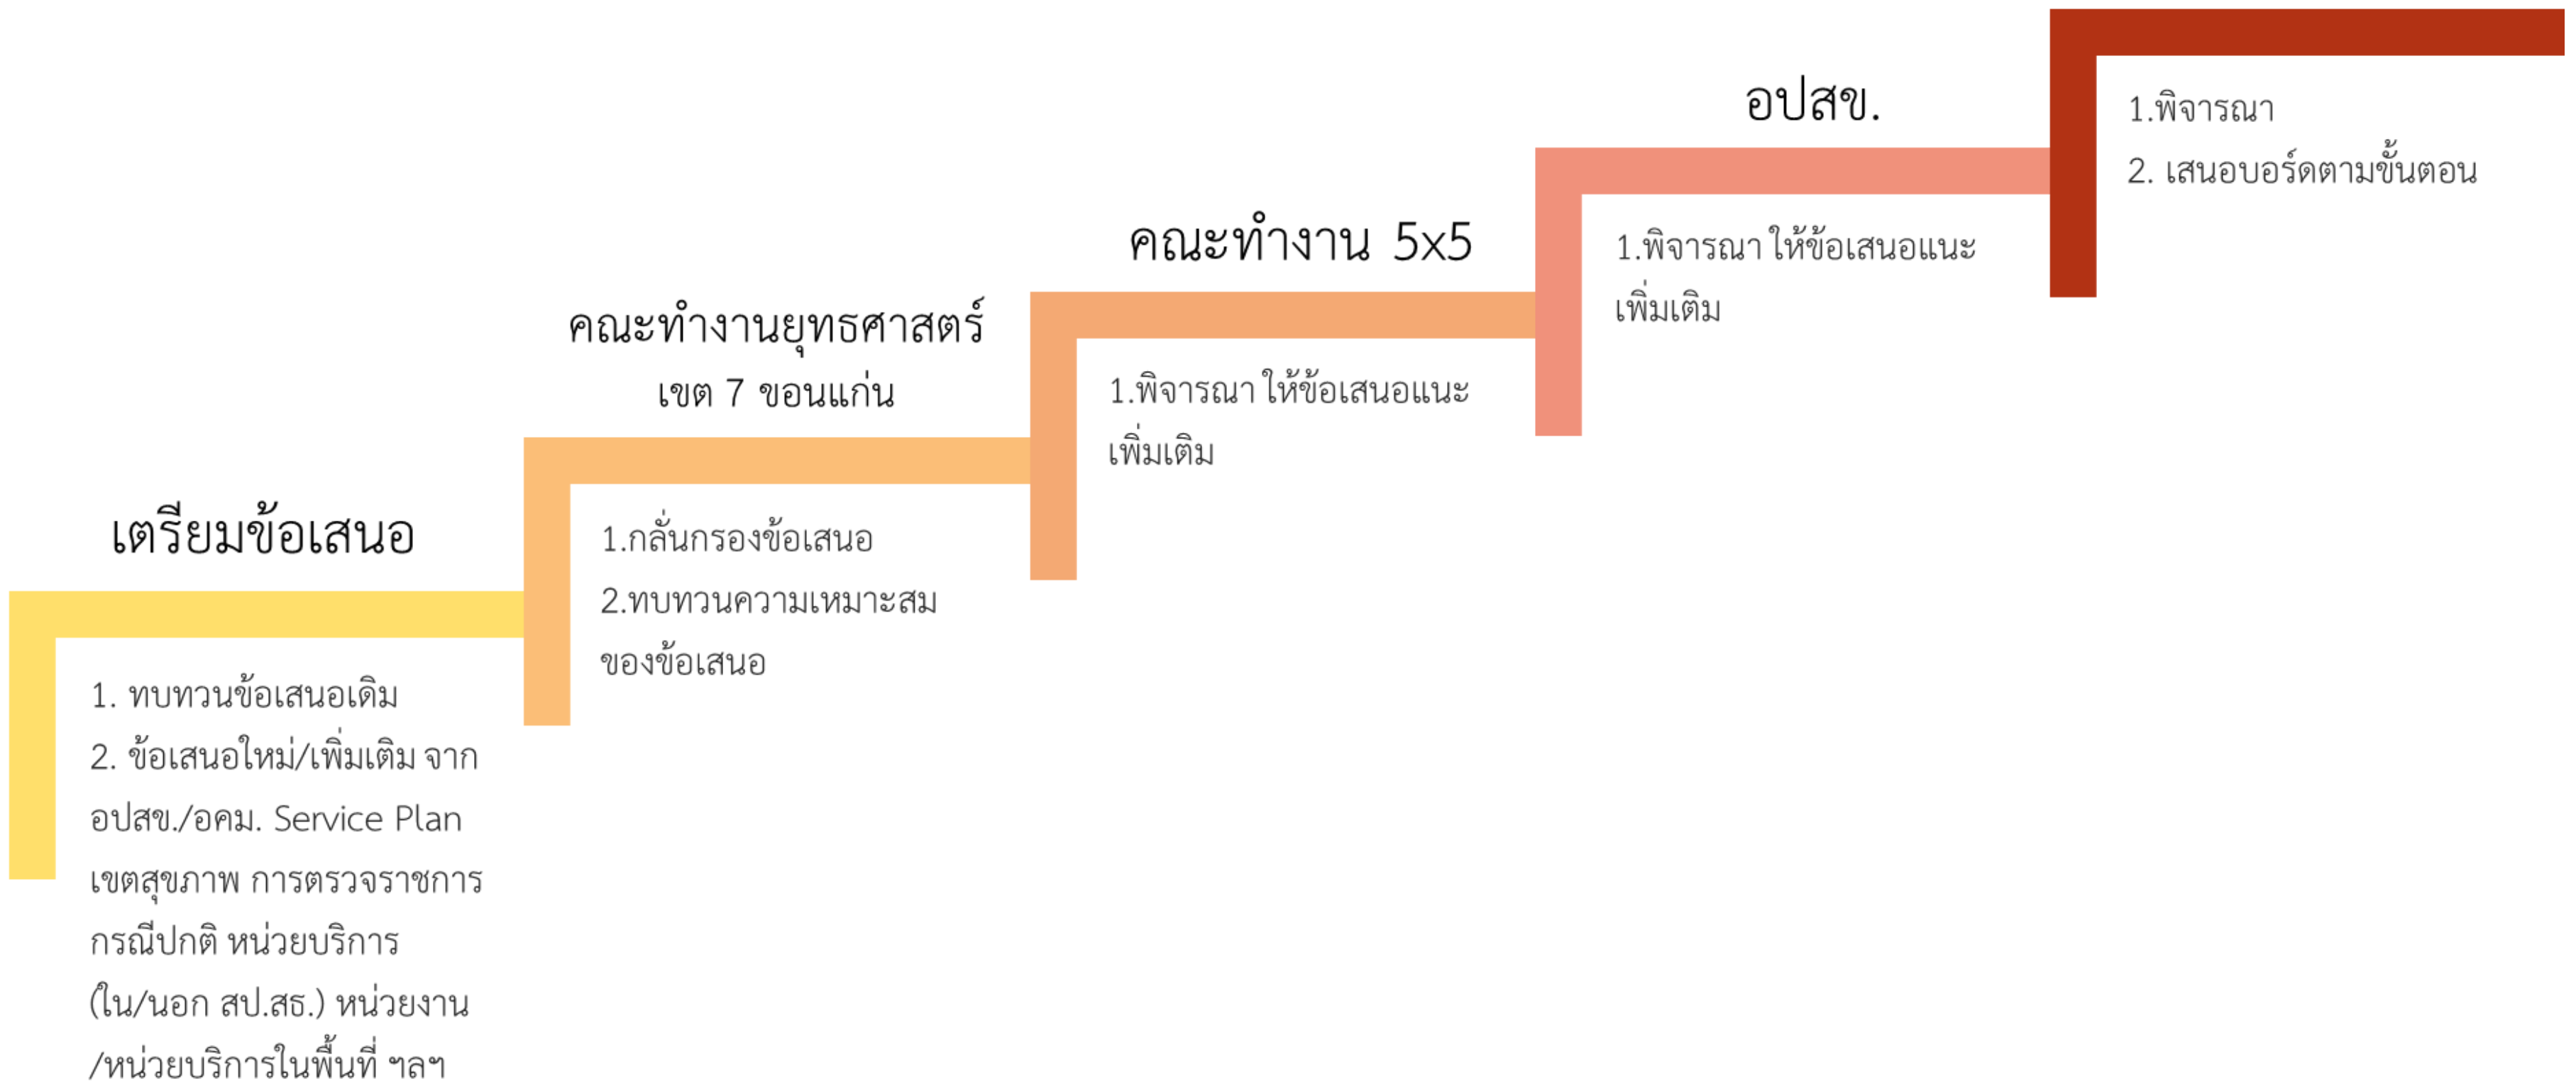 เตรียมข้อเสนอ
1. ทบทวนข้อเสนอเดิม
2. ข้อเสนอใหม่/เพิ่มเติม จาก
อปสข./อคม. Service Plan
เขตสุขภาพ การตรวจราชการ
กรณีปกติ หน่วยบริการ
(ใน/นอก สป.สธ.) หน่วยงาน
/หน่วยบริการในพื้นที่ ฯลฯ
คณะทำงานยุทธศาสตร์
เขต 7 ขอนแก่น
1.กลั่นกรองข้อเสนอ
2.ทบทวนความเหมาะสม
ของข้อเสนอ
คณะทำงาน 5x5
1.พิจารณา ให้ข้อเสนอแนะ
เพิ่มเติม
อปสข.
1.พิจารณา ให้ข้อเสนอแนะ
เพิ่มเติม
1.พิจารณา
2. เสนอบอร์ดตามขั้นตอน